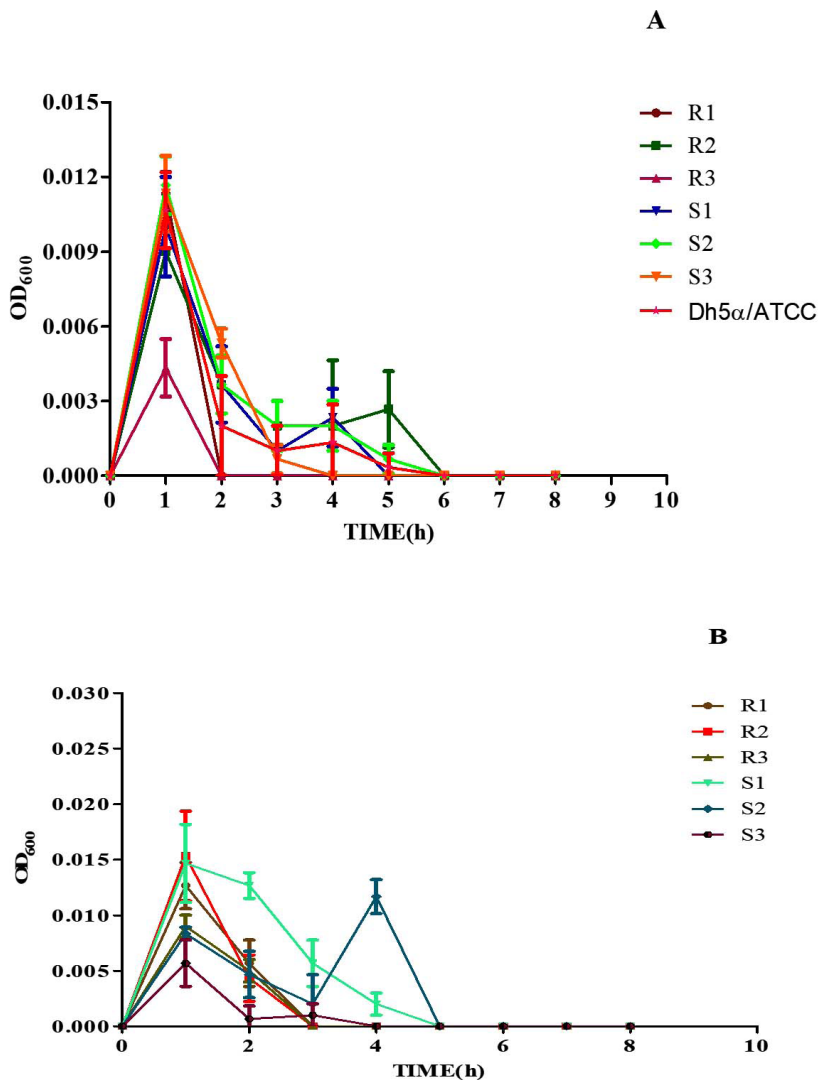 A
0.015
0.012
0.009
0.006
0.003
0.000
OD600
0 1 2 3 4 5 6 7 8 9 10
TIME(h)
R1
R2
R3
S1
S2
S3
Dh5α/ATCC
B
0.030
0.025
0.020
0.015
0.010
0.005
0.000
OD600
0 2 4 6 8 10
TIME(h)
R1
R2
R3
S1
S2
S3